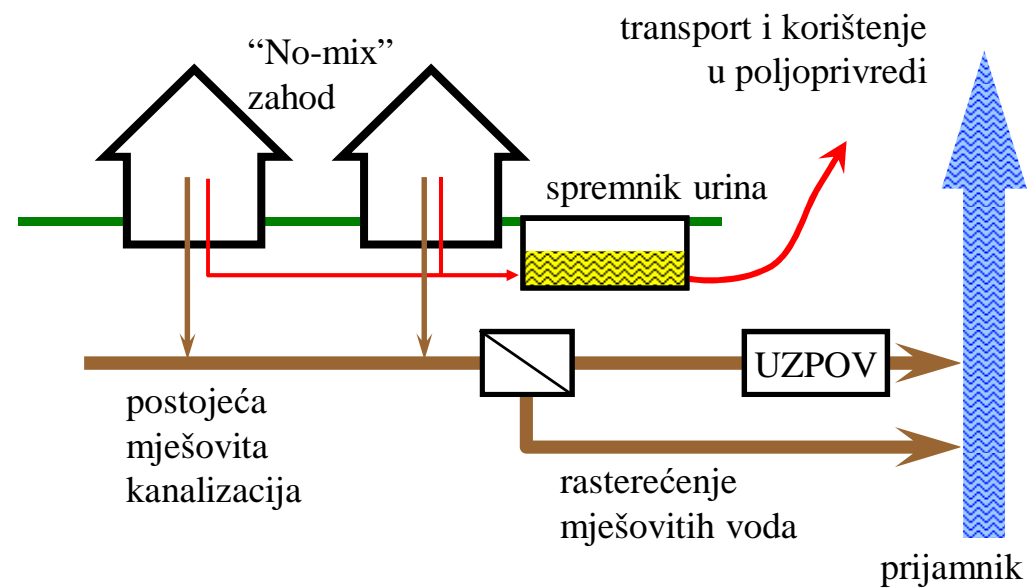 “No-mix”
zahod
transport i korištenje
u poljoprivredi
spremnik urina
UZPOV
postojeća
mješovita
kanalizacija
rasterećenje
mješovitih voda
prijamnik